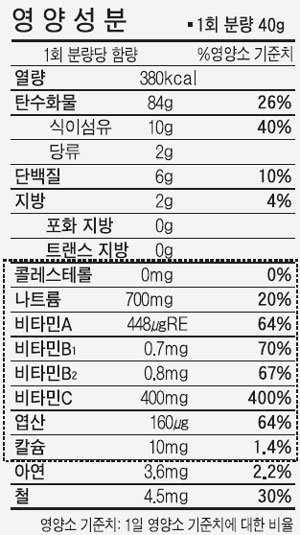 영양성분 ▪ 1회 분량 40g
1회 분량당 함량 %영양소 기준치
열량 380kcal
탄수화물 84g 26%
식이섬유 10g 40%
당류 2g
단백질 6g 10%
지방 2g 4%
포화 지방 0g
트랜스 지방 0g
콜레스테롤 0mg 0%
나트륨 700mg 20%
비타민A 448㎍RE 64%
비타민B₁ 0.7mg 70%
비타민B₂ 0.8mg 67%
비타민C 400mg 400%
엽산 160㎍ 64%
칼슘 10mg 1.4%
아연 3.6mg 2.2%
철 4.5mg 30%
영양소 기준치: 1일 영양소 기준치에 대한 비율